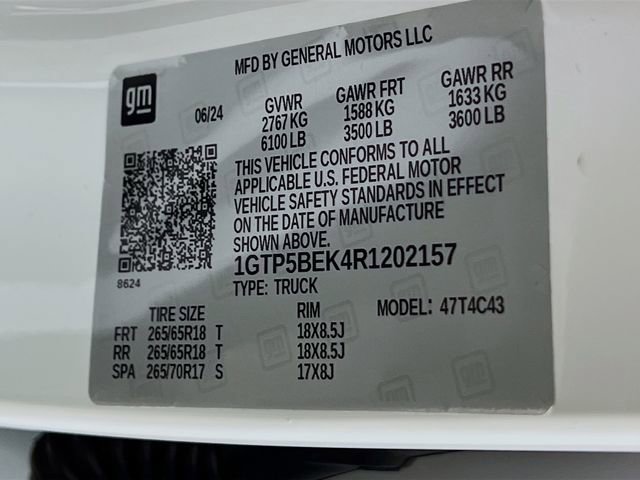 MFD BY GENERAL MOTORS LLC
gm
06/24 GVWR GAWR FRT GAWR RR
2767 KG 1588 KG 1633 KG
6100 LB 3500 LB 3600 LB
THIS VEHICLE CONFORMS TO ALL
APPLICABLE U.S. FEDERAL MOTOR
VEHICLE SAFETY STANDARDS IN EFFECT
ON THE DATE OF MANUFACTURE
SHOWN ABOVE.
1GTP5BEK4R1202157
8624
TYPE: TRUCK
TIRE SIZE RIM MODEL: 47T4C43
FRT 265/65R18 T 18X8.5J
RR 265/65R18 T 18X8.5J
SPA 265/70R17 S 17X8J